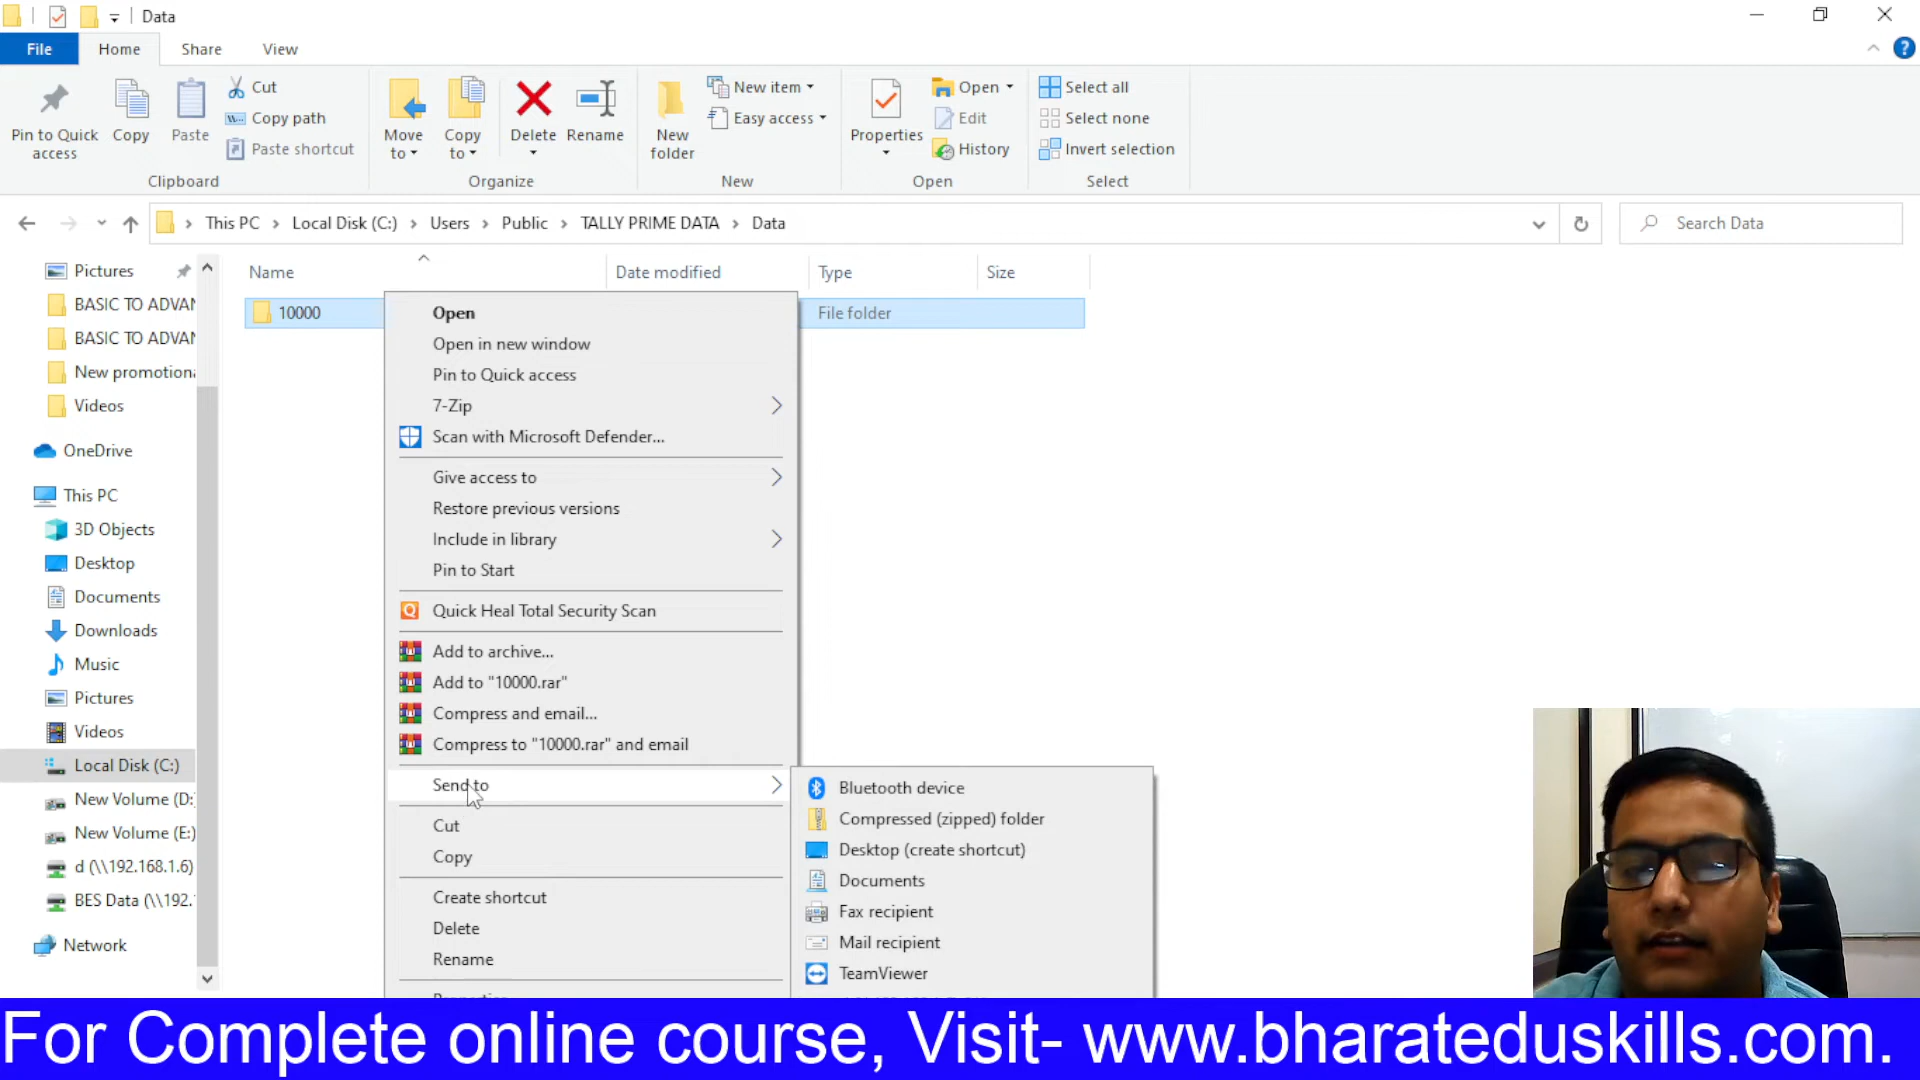 Data
File
Home
Share
View
Pin to Quick
access
Copy
Paste
Cut
Copy path
Paste shortcut
Clipboard
Move
to
Copy
to
Delete
Rename
Organize
New
folder
New item
Easy access
New
Properties
Open
Edit
History
Open
Select all
Select none
Invert selection
Select
This PC
Local Disk (C:)
Users
Public
TALLY PRIME DATA
Data
Search Data
Name
Date modified
Type
Size
10000
File folder
Pictures
BASIC TO ADVAN
BASIC TO ADVAN
New promotiona
Videos
OneDrive
This PC
3D Objects
Desktop
Documents
Downloads
Music
Pictures
Videos
Local Disk (C:)
New Volume (D:
New Volume (E:)
d (\\192.168.1.6)
BES Data (\\192.
Network
Open
Open in new window
Pin to Quick access
7-Zip
Scan with Microsoft Defender...
Give access to
Restore previous versions
Include in library
Pin to Start
Quick Heal Total Security Scan
Add to archive...
Add to "10000.rar"
Compress and email...
Compress to "10000.rar" and email
Send to
Cut
Copy
Create shortcut
Delete
Rename
Bluetooth device
Compressed (zipped) folder
Desktop (create shortcut)
Documents
Fax recipient
Mail recipient
TeamViewer
For Complete online course, Visit- www.bharateduskills.com.